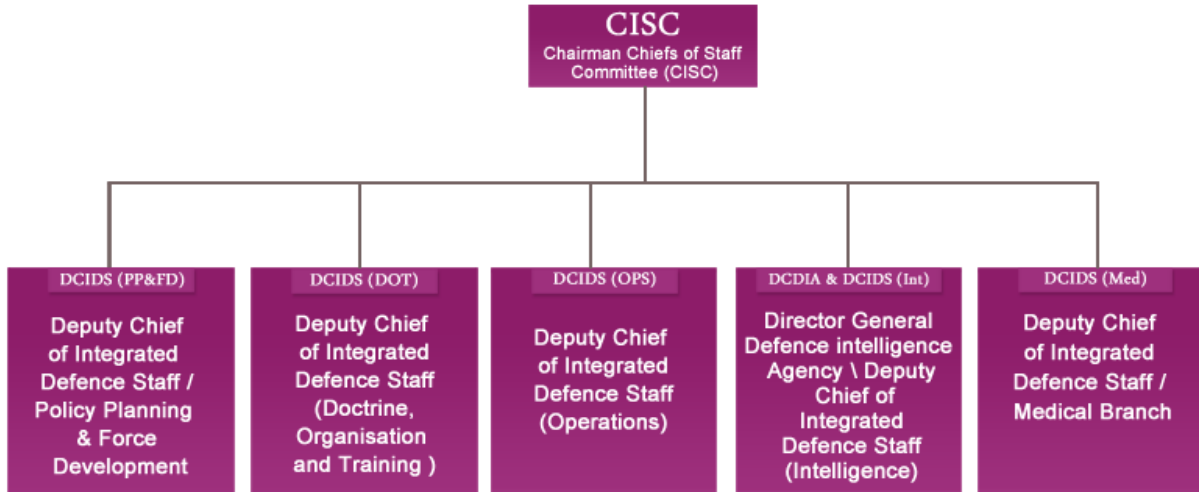 CISC
Chairman Chiefs of Staff
Committee (CISC)
DCIDS (PP&FD)
Deputy Chief
of Integrated
Defence Staff /
Policy Planning
& Force
Development
DCIDS (DOT)
Deputy Chief
of Integrated
Defence Staff
(Doctrine,
Organisation
and Training )
DCIDS (OPS)
Deputy Chief
of Integrated
Defence Staff
(Operations)
DCDIA & DCIDS (Int)
Director General
Defence intelligence
Agency \ Deputy
Chief of
Integrated
Defence Staff
(Intelligence)
DCIDS (Med)
Deputy Chief
of Integrated
Defence Staff /
Medical Branch